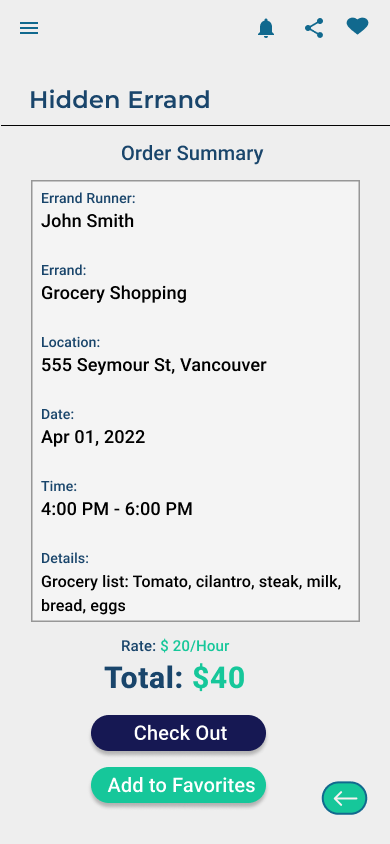 Hidden Errand
Order Summary
Errand Runner:
John Smith
Errand:
Grocery Shopping
Location:
555 Seymour St, Vancouver
Date:
Apr 01, 2022
Time:
4:00 PM - 6:00 PM
Details:
Grocery list: Tomato, cilantro, steak, milk,
bread, eggs
Rate: $ 20/Hour
Total: $40
Check Out
Add to Favorites